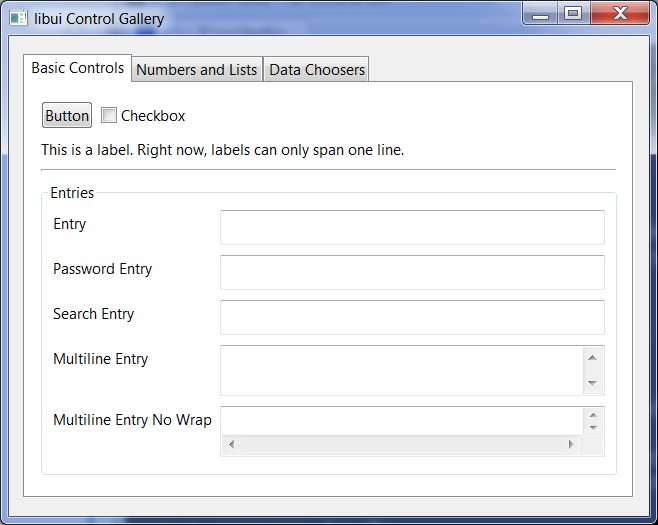 libui Control Gallery
Basic Controls Numbers and Lists Data Choosers
Button Checkbox
This is a label. Right now, labels can only span one line.
Entries
Entry
Password Entry
Search Entry
Multiline Entry
Multiline Entry No Wrap